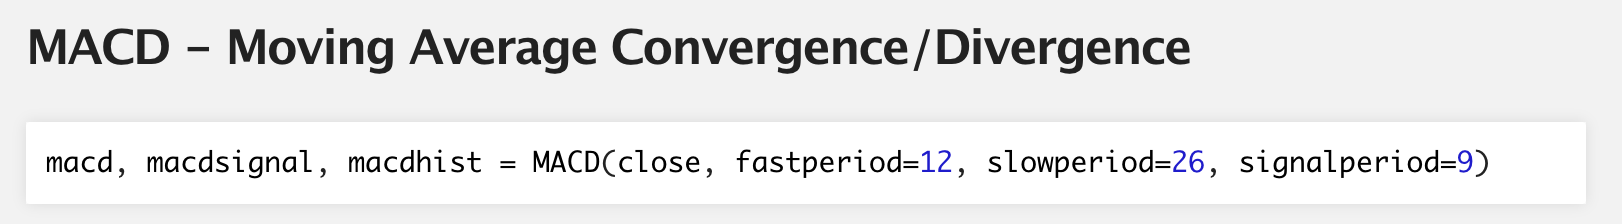 MACD – Moving Average Convergence/Divergence
macd, macdsignal, macdhist = MACD(close, fastperiod=12, slowperiod=26, signalperiod=9)